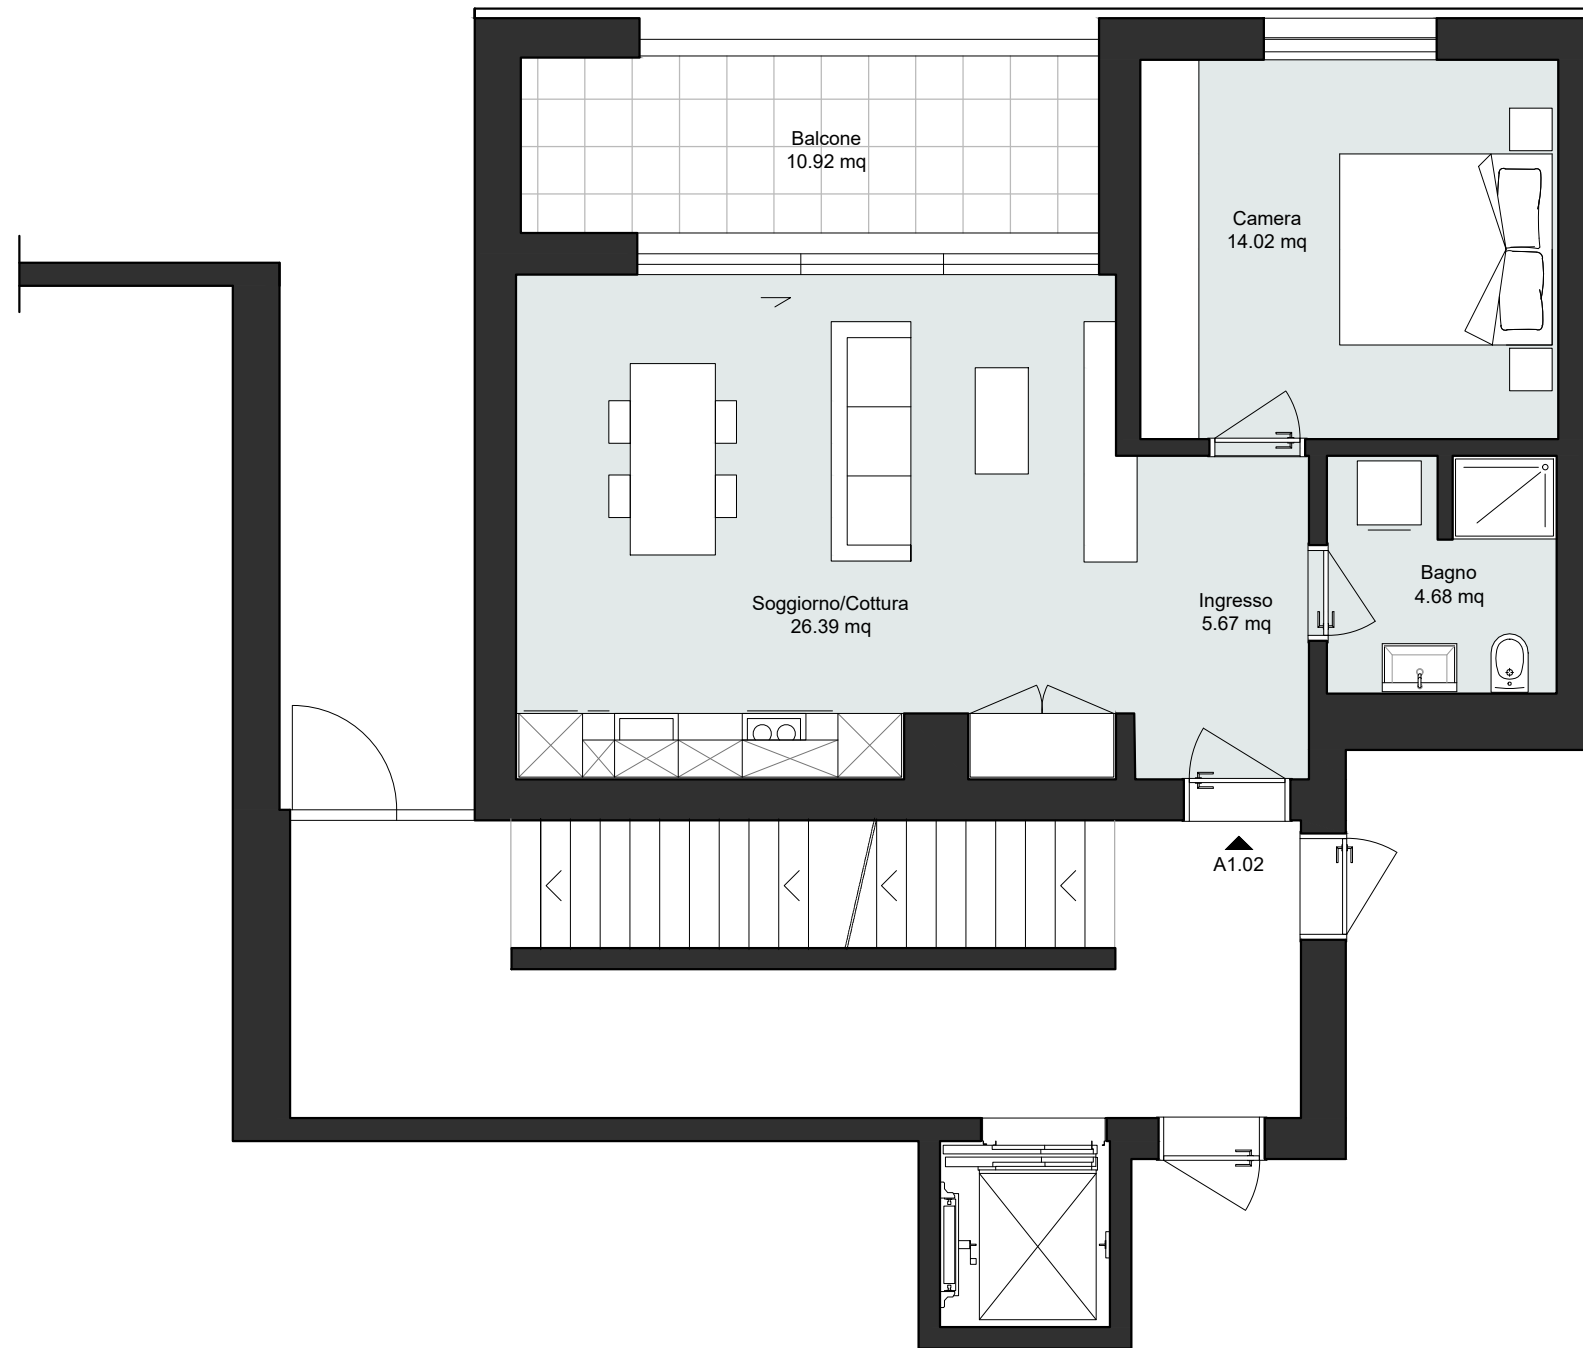 Balcone
10.92 mq
Camera
14.02 mq
Soggiorno/Cottura
26.39 mq
Ingresso
5.67 mq
Bagno
4.68 mq
A1.02